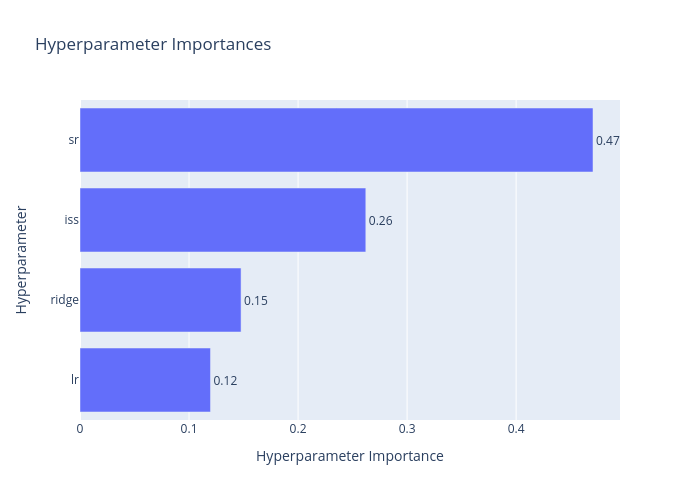 Hyperparameter Importances
Hyperparameter
sr
0.47
iss
0.26
ridge
0.15
lr
0.12
0 0.1 0.2 0.3 0.4
Hyperparameter Importance